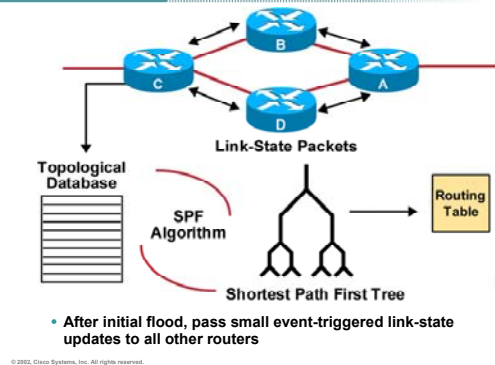 B
C
A
D
Link-State Packets
Topological
Database
SPF
Algorithm
Routing
Table
Shortest Path First Tree
• After initial flood, pass small event-triggered link-state
updates to all other routers
© 2002, Cisco Systems, Inc. All rights reserved.